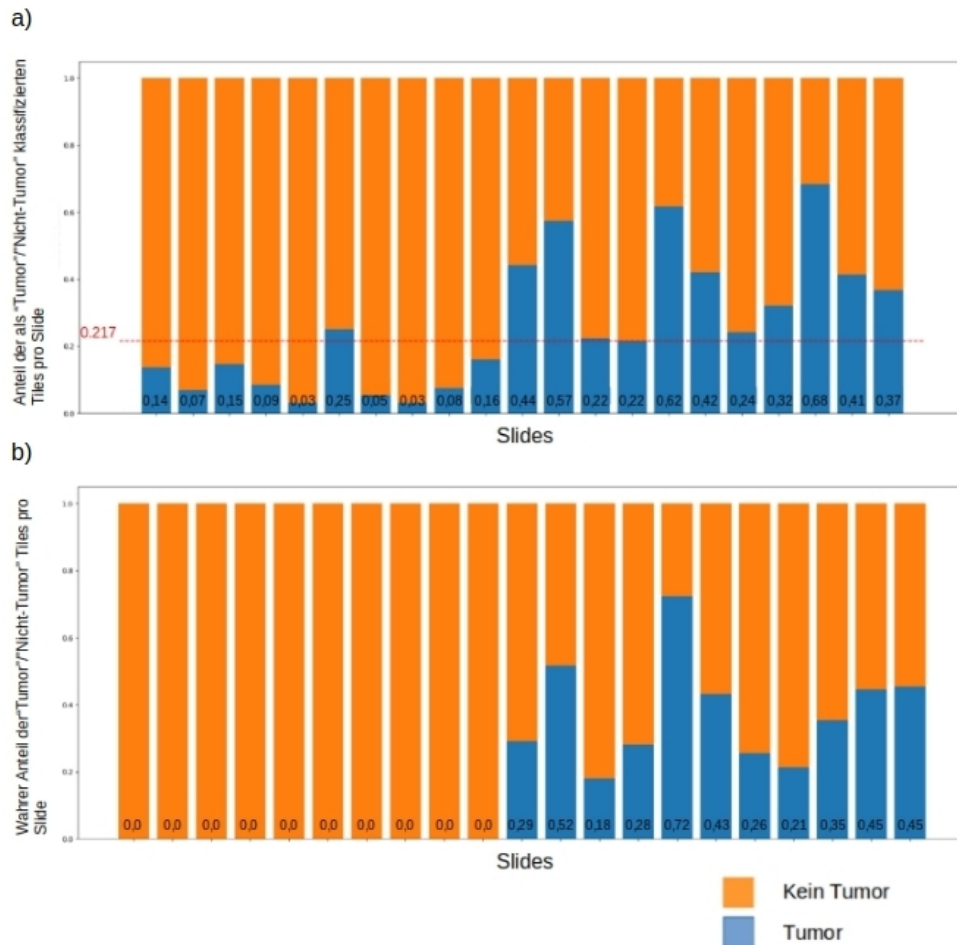 a)
Anteil der als "Tumor"/"Nicht-Tumor" klassifizierten
Tiles pro Slide
1.0
0.8
0.6
0.4
0.217
0.2
0.0
0,14 0,07 0,15 0,09 0,03 0,25 0,05 0,03 0,08 0,16 0,44 0,57 0,22 0,22 0,62 0,42 0,24 0,32 0,68 0,41 0,37
Slides
b)
Wahrer Anteil der"Tumor"/"Nicht-Tumor" Tiles pro
Slide
1.0
0.8
0.6
0.4
0.2
0.0
0,0 0,0 0,0 0,0 0,0 0,0 0,0 0,0 0,0 0,0 0,29 0,52 0,18 0,28 0,72 0,43 0,26 0,21 0,35 0,45 0,45
Slides
Kein Tumor
Tumor